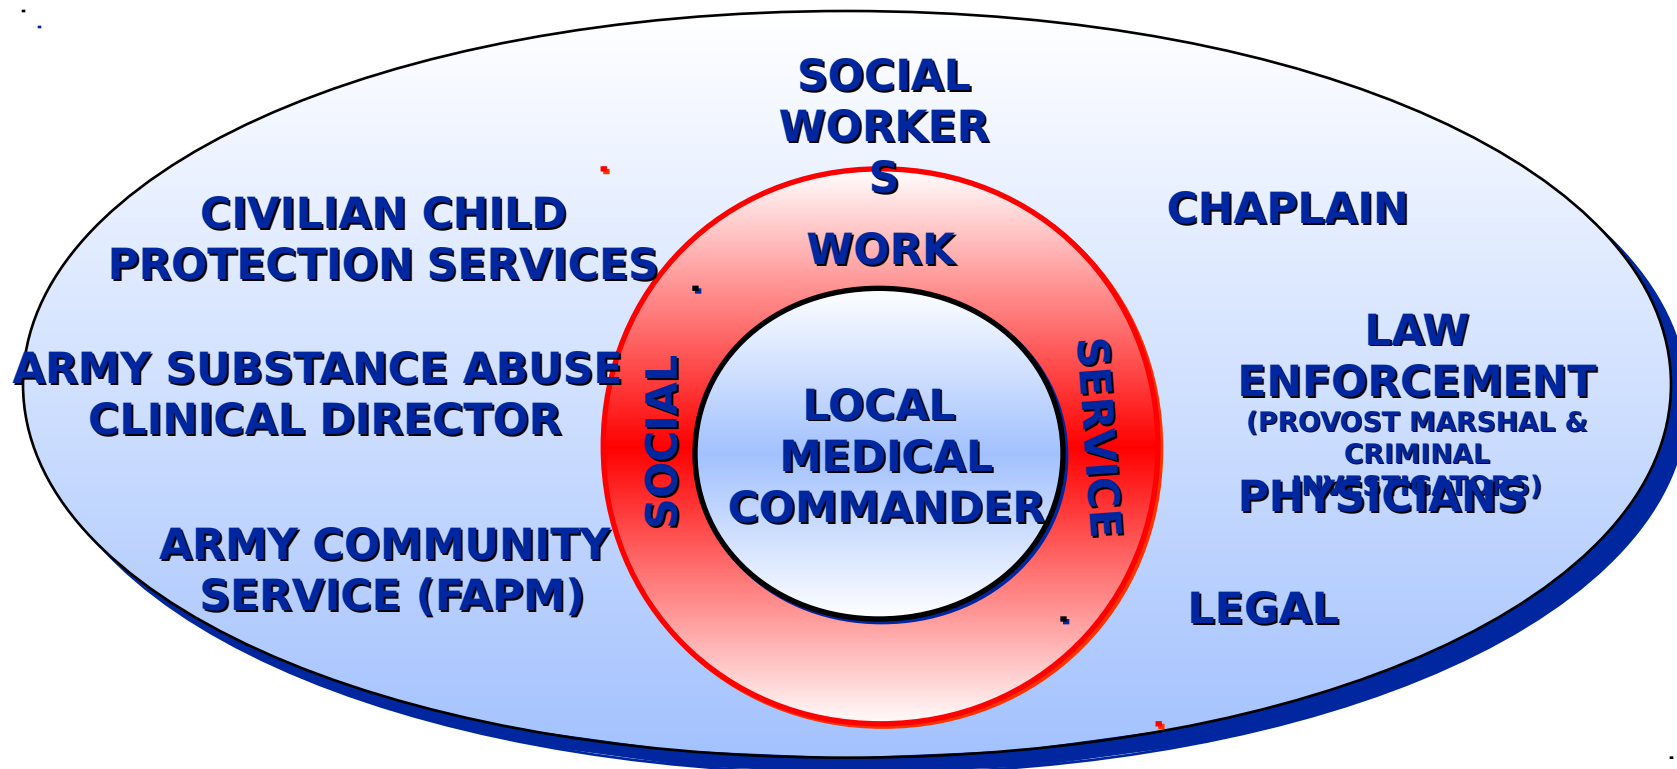 SOCIAL
WORKER
S
CIVILIAN CHILD
PROTECTION SERVICES
CHAPLAIN
WORK
ARMY SUBSTANCE ABUSE
CLINICAL DIRECTOR
SOCIAL
LOCAL
MEDICAL
COMMANDER
SERVICE
LAW
ENFORCEMENT
(PROVOST MARSHAL &
CRIMINAL
INVESTIGATORS)
PHYSICIANS
ARMY COMMUNITY
SERVICE (FAPM)
LEGAL